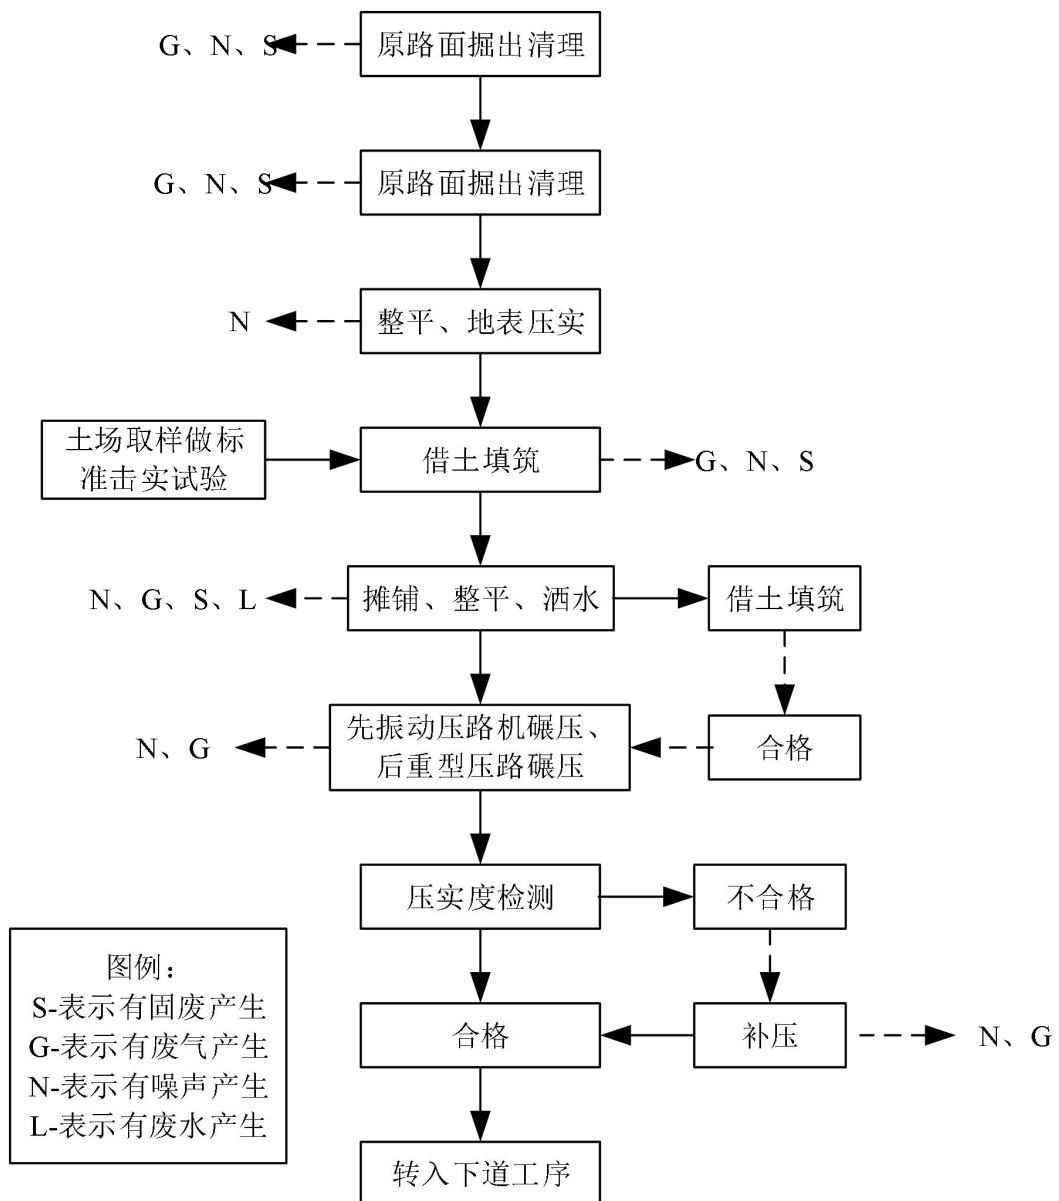 G、N、S
原路面掘出清理
G、N、S
原路面掘出清理
N
整平、地表压实
土场取样做标
准击实试验
借土填筑
G、N、S
N、G、S、L
摊铺、整平、洒水
借土填筑
N、G
先振动压路机碾压、
后重型压路碾压
合格
压实度检测
不合格
图例：
S-表示有固废产生
G-表示有废气产生
N-表示有噪声产生
L-表示有废水产生
合格
补压
N、G
转入下道工序